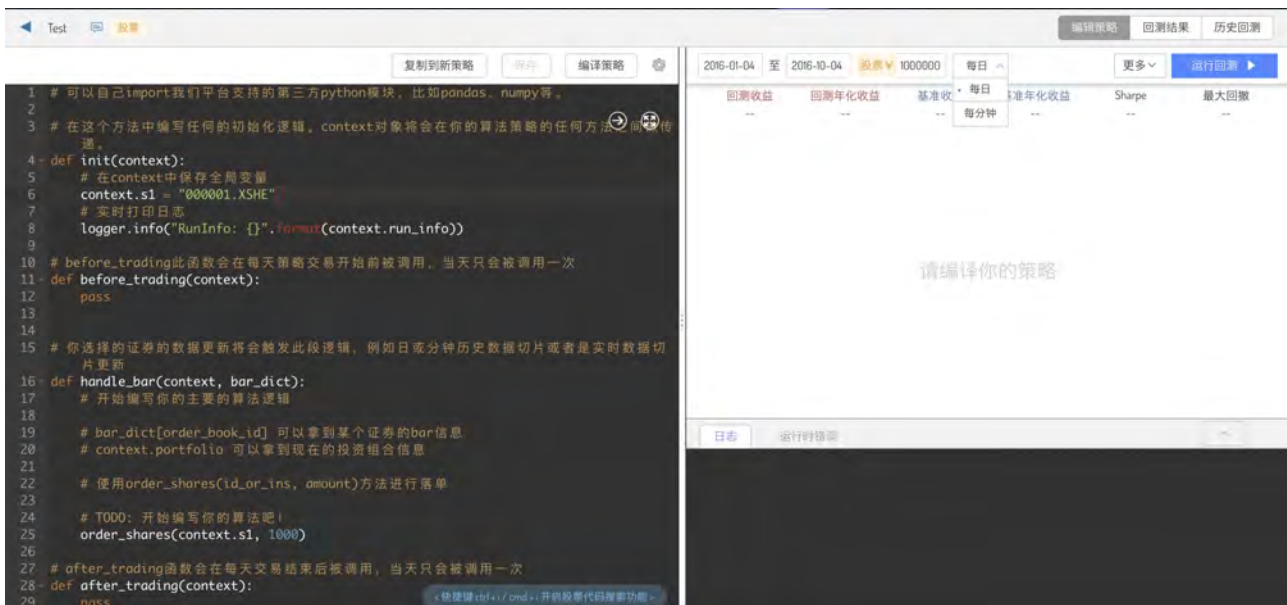 Test 股票 编辑策略 回测结果 历史回测
复制到新策略 保存 编译策略
2016-01-04 至 2016-10-04 股票 ¥ 1000000 每日 更多 运行回测
每日
每分钟
回测收益 回测年化收益 基准收 准年化收益 Sharpe 最大回撤
-- -- -- -- -- --
请编译你的策略
日志 运行时错误
1 # 可以自己import我们平台支持的第三方python模块，比如pandas、numpy等。
2
3 # 在这个方法中编写任何的初始化逻辑。context对象将会在你的算法策略的任何方法之间做传
递。
4 def init(context):
5 # 在context中保存全局变量
6 context.s1 = "000001.XSHE"
7 # 实时打印日志
8 logger.info("RunInfo: {}".format(context.run_info))
9
10 # before_trading此函数会在每天策略交易开始前被调用，当天只会被调用一次
11 def before_trading(context):
12 pass
13
14
15 # 你选择的证券的数据更新将会触发此段逻辑，例如日或分钟历史数据切片或者是实时数据切
片更新
16 def handle_bar(context, bar_dict):
17 # 开始编写你的主要的算法逻辑
18
19 # bar_dict[order_book_id] 可以拿到某个证券的bar信息
20 # context.portfolio 可以拿到现在的投资组合信息
21
22 # 使用order_shares(id_or_ins, amount)方法进行落单
23
24 # TODO: 开始编写你的算法吧!
25 order_shares(context.s1, 1000)
26
27 # after_trading函数会在每天交易结束后被调用，当天只会被调用一次
28 def after_trading(context):
29 pass
<快捷键ctrl+i / cmd+i 开启股票代码搜索功能>